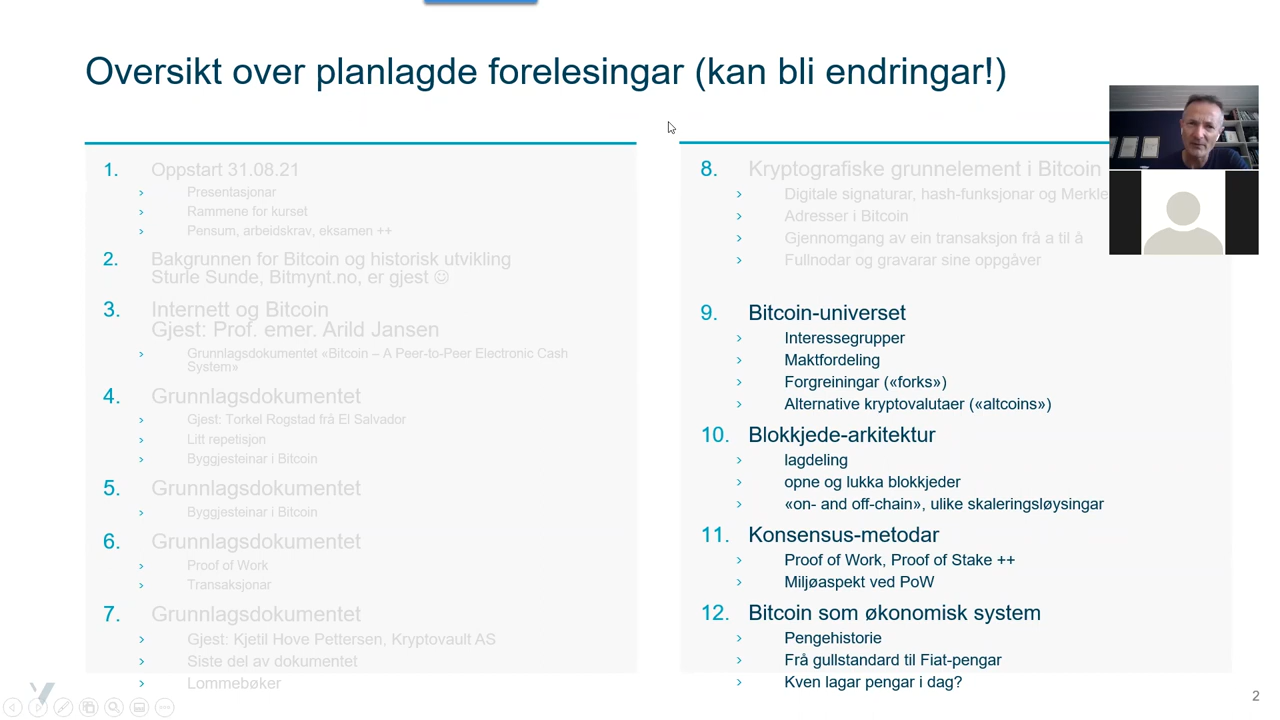 Oversikt over planlagde forelesingar (kan bli endringar!)
1. Oppstart 31.08.21
› Presentasjonar
› Rammene for kurset
› Pensum, arbeidskrav, eksamen ++
2. Bakgrunnen for Bitcoin og historisk utvikling
Sturle Sunde, Bitmynt.no, er gjest ☺
3. Internett og Bitcoin
Gjest: Prof. emer. Arild Jansen
› Grunnlagsdokumentet «Bitcoin – A Peer-to-Peer Electronic Cash
System»
4. Grunnlagsdokumentet
› Gjest: Torkel Rogstad frå El Salvador
› Litt repetisjon
› Byggjesteinar i Bitcoin
5. Grunnlagsdokumentet
› Byggjesteinar i Bitcoin
6. Grunnlagsdokumentet
› Proof of Work
› Transaksjonar
7. Grunnlagsdokumentet
› Gjest: Kjetil Hove Pettersen, Kryptovault AS
› Siste del av dokumentet
› Lommebøker
8. Kryptografiske grunnelement i Bitcoin
› Digitale signaturar, hash-funksjonar og Merkle
› Adresser i Bitcoin
› Gjennomgang av ein transaksjon frå a til å
› Fullnodar og gravarar sine oppgåver
9. Bitcoin-universet
› Interessegrupper
› Maktfordeling
› Forgreiningar («forks»)
› Alternative kryptovalutaer («altcoins»)
10. Blokkjede-arkitektur
› lagdeling
› opne og lukka blokkjeder
› «on- and off-chain», ulike skaleringsløysingar
11. Konsensus-metodar
› Proof of Work, Proof of Stake ++
› Miljøaspekt ved PoW
12. Bitcoin som økonomisk system
› Pengehistorie
› Frå gullstandard til Fiat-pengar
› Kven lagar pengar i dag?
2